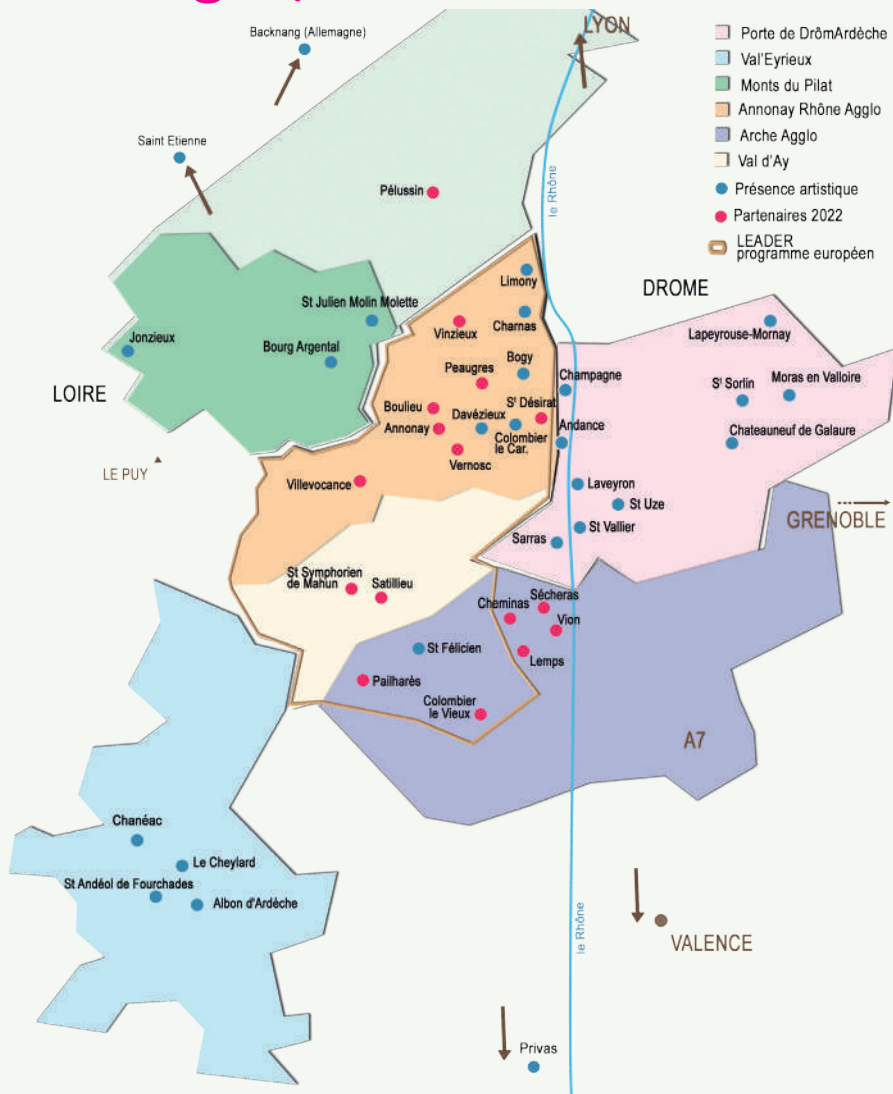 Backnang (Allemagne)
LYON
Porte de DrômArdèche
Val'Eyrieux
Monts du Pilat
Annonay Rhône Agglo
Arche Agglo
Val d'Ay
Présence artistique
Partenaires 2022
LEADER
programme européen
Saint Etienne
Pélussin
le Rhône
Limony
DROME
St Julien Molin Molette
Charnas
Vinzieux
Lapeyrouse-Mornay
Jonzieux
Bourg Argental
Bogy
Peaugres
Champagne
St Sorlin
Moras en Valloire
LOIRE
Boulieu
St Désirat
Davézieux
Annonay
Colombier
le Car.
Andance
Chateauneuf de Galaure
Vernosc
LE PUY
Villevocance
Laveyron
St Uze
GRENOBLE
St Vallier
Sarras
St Symphorien
de Mahun
Satillieu
Sécheras
Cheminas
Vion
St Félicien
Lemps
Pailharès
Colombier
le Vieux
A7
Chanéac
Le Cheylard
St Andéol de Fourchades
Albon d'Ardèche
le Rhône
VALENCE
Privas